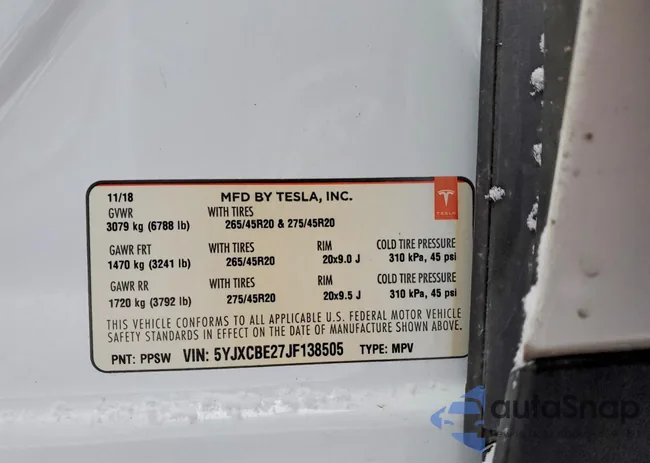 11/18 MFD BY TESLA, INC.
GVWR WITH TIRES
3079 kg (6788 lb) 265/45R20 & 275/45R20
TESLA
GAWR FRT WITH TIRES RIM COLD TIRE PRESSURE
1470 kg (3241 lb) 265/45R20 20x9.0 J 310 kPa, 45 psi
GAWR RR WITH TIRES RIM COLD TIRE PRESSURE
1720 kg (3792 lb) 275/45R20 20x9.5 J 310 kPa, 45 psi
THIS VEHICLE CONFORMS TO ALL APPLICABLE U.S. FEDERAL MOTOR VEHICLE
SAFETY STANDARDS IN EFFECT ON THE DATE OF MANUFACTURE SHOWN ABOVE.
PNT: PPSW VIN: 5YJXCBE27JF138505 TYPE: MPV
autoSnap